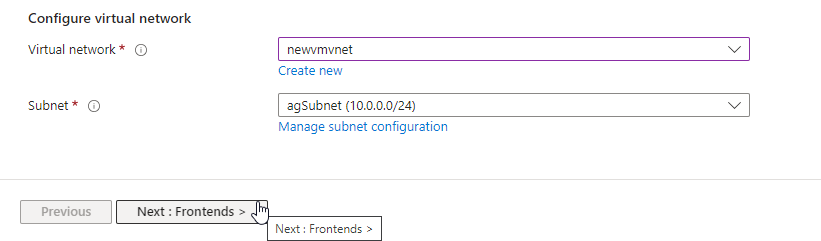 Configure virtual network
Virtual network * newvmvnet
Create new
Subnet * agSubnet (10.0.0.0/24)
Manage subnet configuration
Previous Next : Frontends >
Next : Frontends >